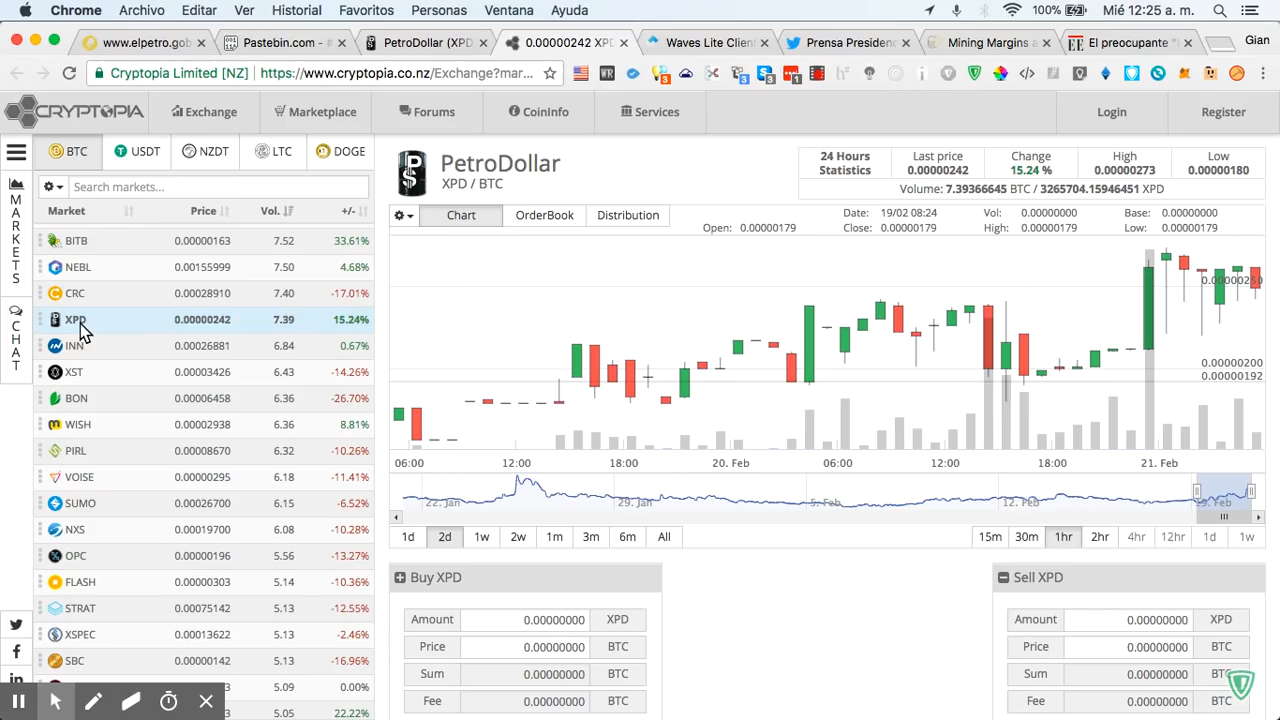 Chrome Archivo Editar Ver Historial Favoritos Personas Ventana Ayuda 100% Mié 12:25 a. m.
www.elpetro.gob Pastebin.com - # PetroDollar (XPD 0.00000242 XPD Waves Lite Clien Prensa Presiden Mining Margins a El preocupante " Gian
Cryptopia Limited [NZ] https://www.cryptopia.co.nz/Exchange?mar...
CRYPTOPIA Exchange Marketplace Forums CoinInfo Services Login Register
BTC USDT NZDT LTC DOGE
Search markets...
Market Price Vol. +/-
BITB 0.00000163 7.52 33.61%
NEBL 0.00155999 7.50 4.68%
CRC 0.00028910 7.40 -17.01%
XPD 0.00000242 7.39 15.24%
INN 0.00026881 6.84 0.67%
XST 0.00003426 6.43 -14.26%
BON 0.00006458 6.36 -26.70%
WISH 0.00002938 6.36 8.81%
PIRL 0.00008670 6.32 -10.26%
VOISE 0.00000295 6.18 -11.41%
SUMO 0.00026700 6.15 -6.52%
NXS 0.00019700 6.08 -10.28%
OPC 0.00000196 5.56 -13.27%
FLASH 0.00000303 5.14 -10.36%
STRAT 0.00075142 5.13 -12.55%
XSPEC 0.00013622 5.13 -2.46%
SBC 0.00000142 5.13 -16.96%
5.09 0.00%
5.05 22.22%
MARKETS
CHAT
PetroDollar
XPD / BTC
24 Hours Statistics
Last price 0.00000242
Change 15.24 %
High 0.00000273
Low 0.00000180
Volume: 7.39366645 BTC / 3265704.15946451 XPD
Chart OrderBook Distribution
Date: 19/02 08:24 Vol: 0.00000000 Base: 0.00000000
Open: 0.00000179 Close: 0.00000179 High: 0.00000179 Low: 0.00000179
0.00000250
0.00000200
0.00000192
06:00 12:00 18:00 20. Feb 06:00 12:00 18:00 21. Feb
22. Jan 29. Jan 5. Feb 12. Feb 19. Feb
1d 2d 1w 2w 1m 3m 6m All 15m 30m 1hr 2hr 4hr 12hr 1d 1w
Buy XPD
Amount 0.00000000 XPD
Price 0.00000000 BTC
Sum 0.00000000 BTC
Fee 0.00000000 BTC
Sell XPD
Amount 0.00000000 XPD
Price 0.00000000 BTC
Sum 0.00000000 BTC
Fee 0.00000000 BTC